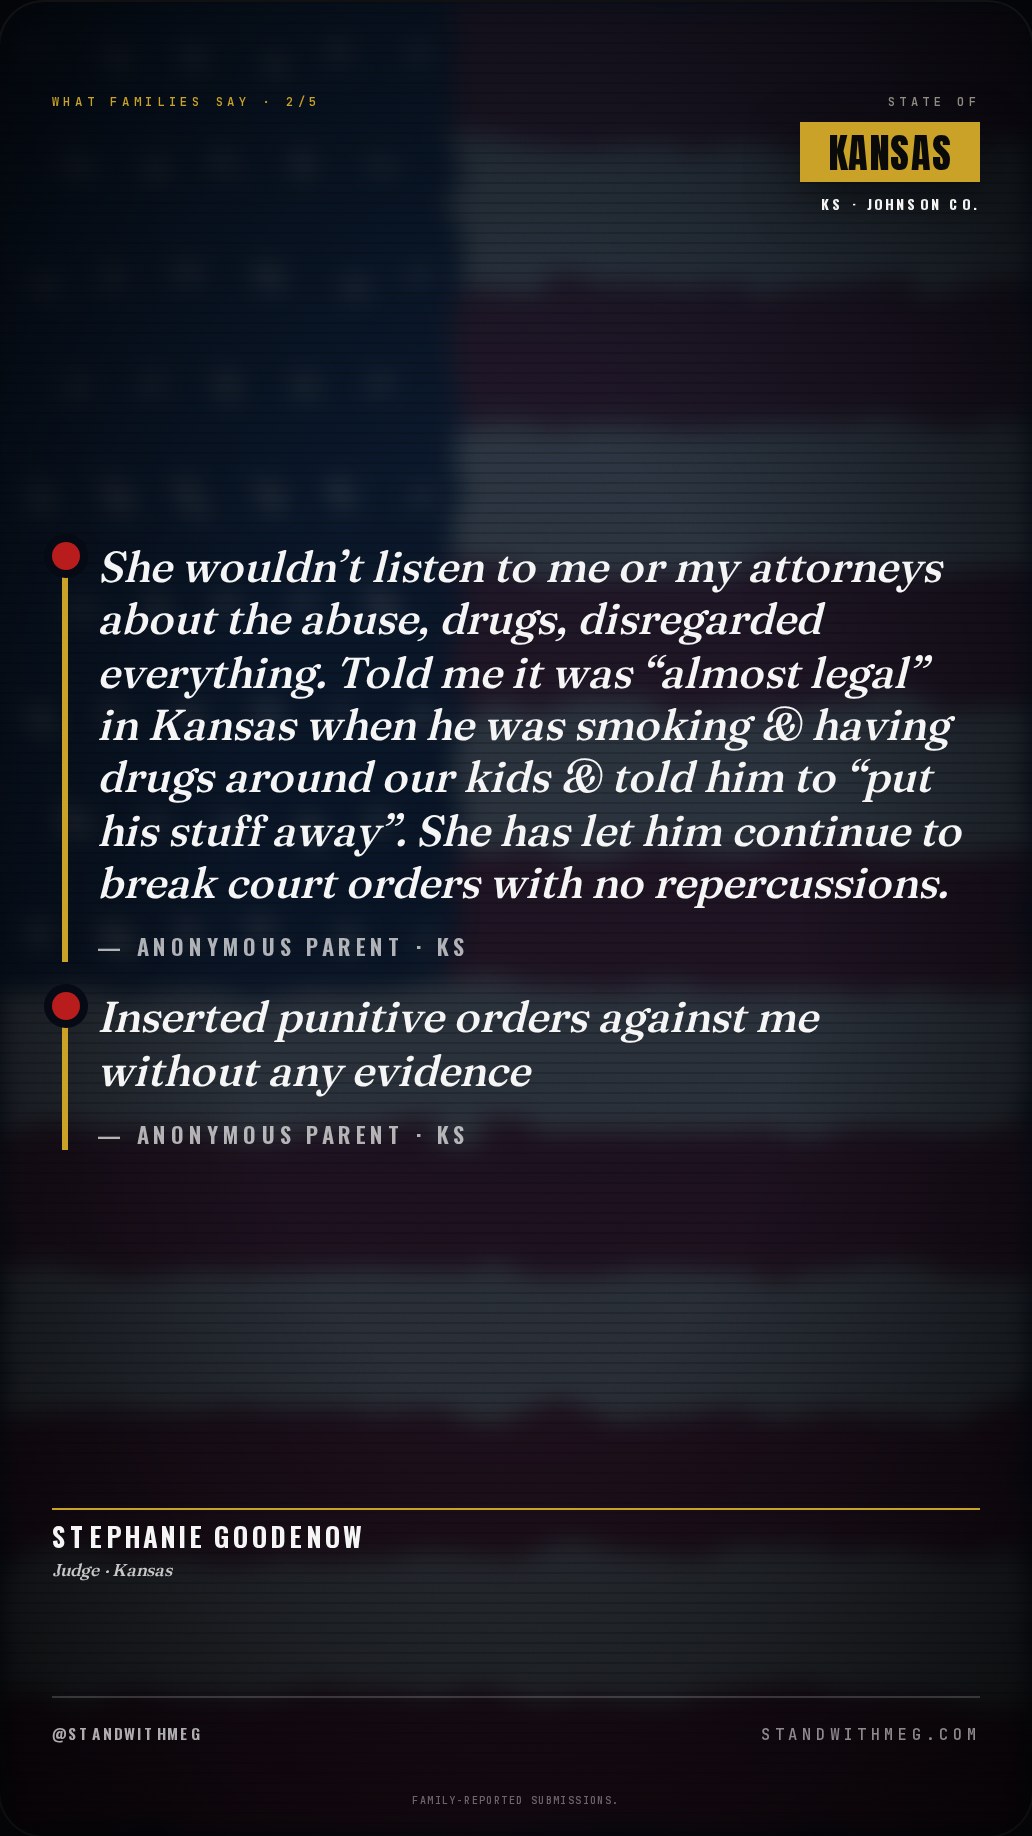 WHAT FAMILIES SAY · 2/5
STATE OF
KANSAS
KS · JOHNSON CO.
She wouldn’t listen to me or my attorneys
about the abuse, drugs, disregarded
everything. Told me it was “almost legal”
in Kansas when he was smoking & having
drugs around our kids & told him to “put
his stuff away”. She has let him continue to
break court orders with no repercussions.
— ANONYMOUS PARENT · KS
Inserted punitive orders against me
without any evidence
— ANONYMOUS PARENT · KS
STEPHANIE GOODENOW
Judge · Kansas
@STANDWITHMEG
STANDWITHMEG.COM
FAMILY-REPORTED SUBMISSIONS.